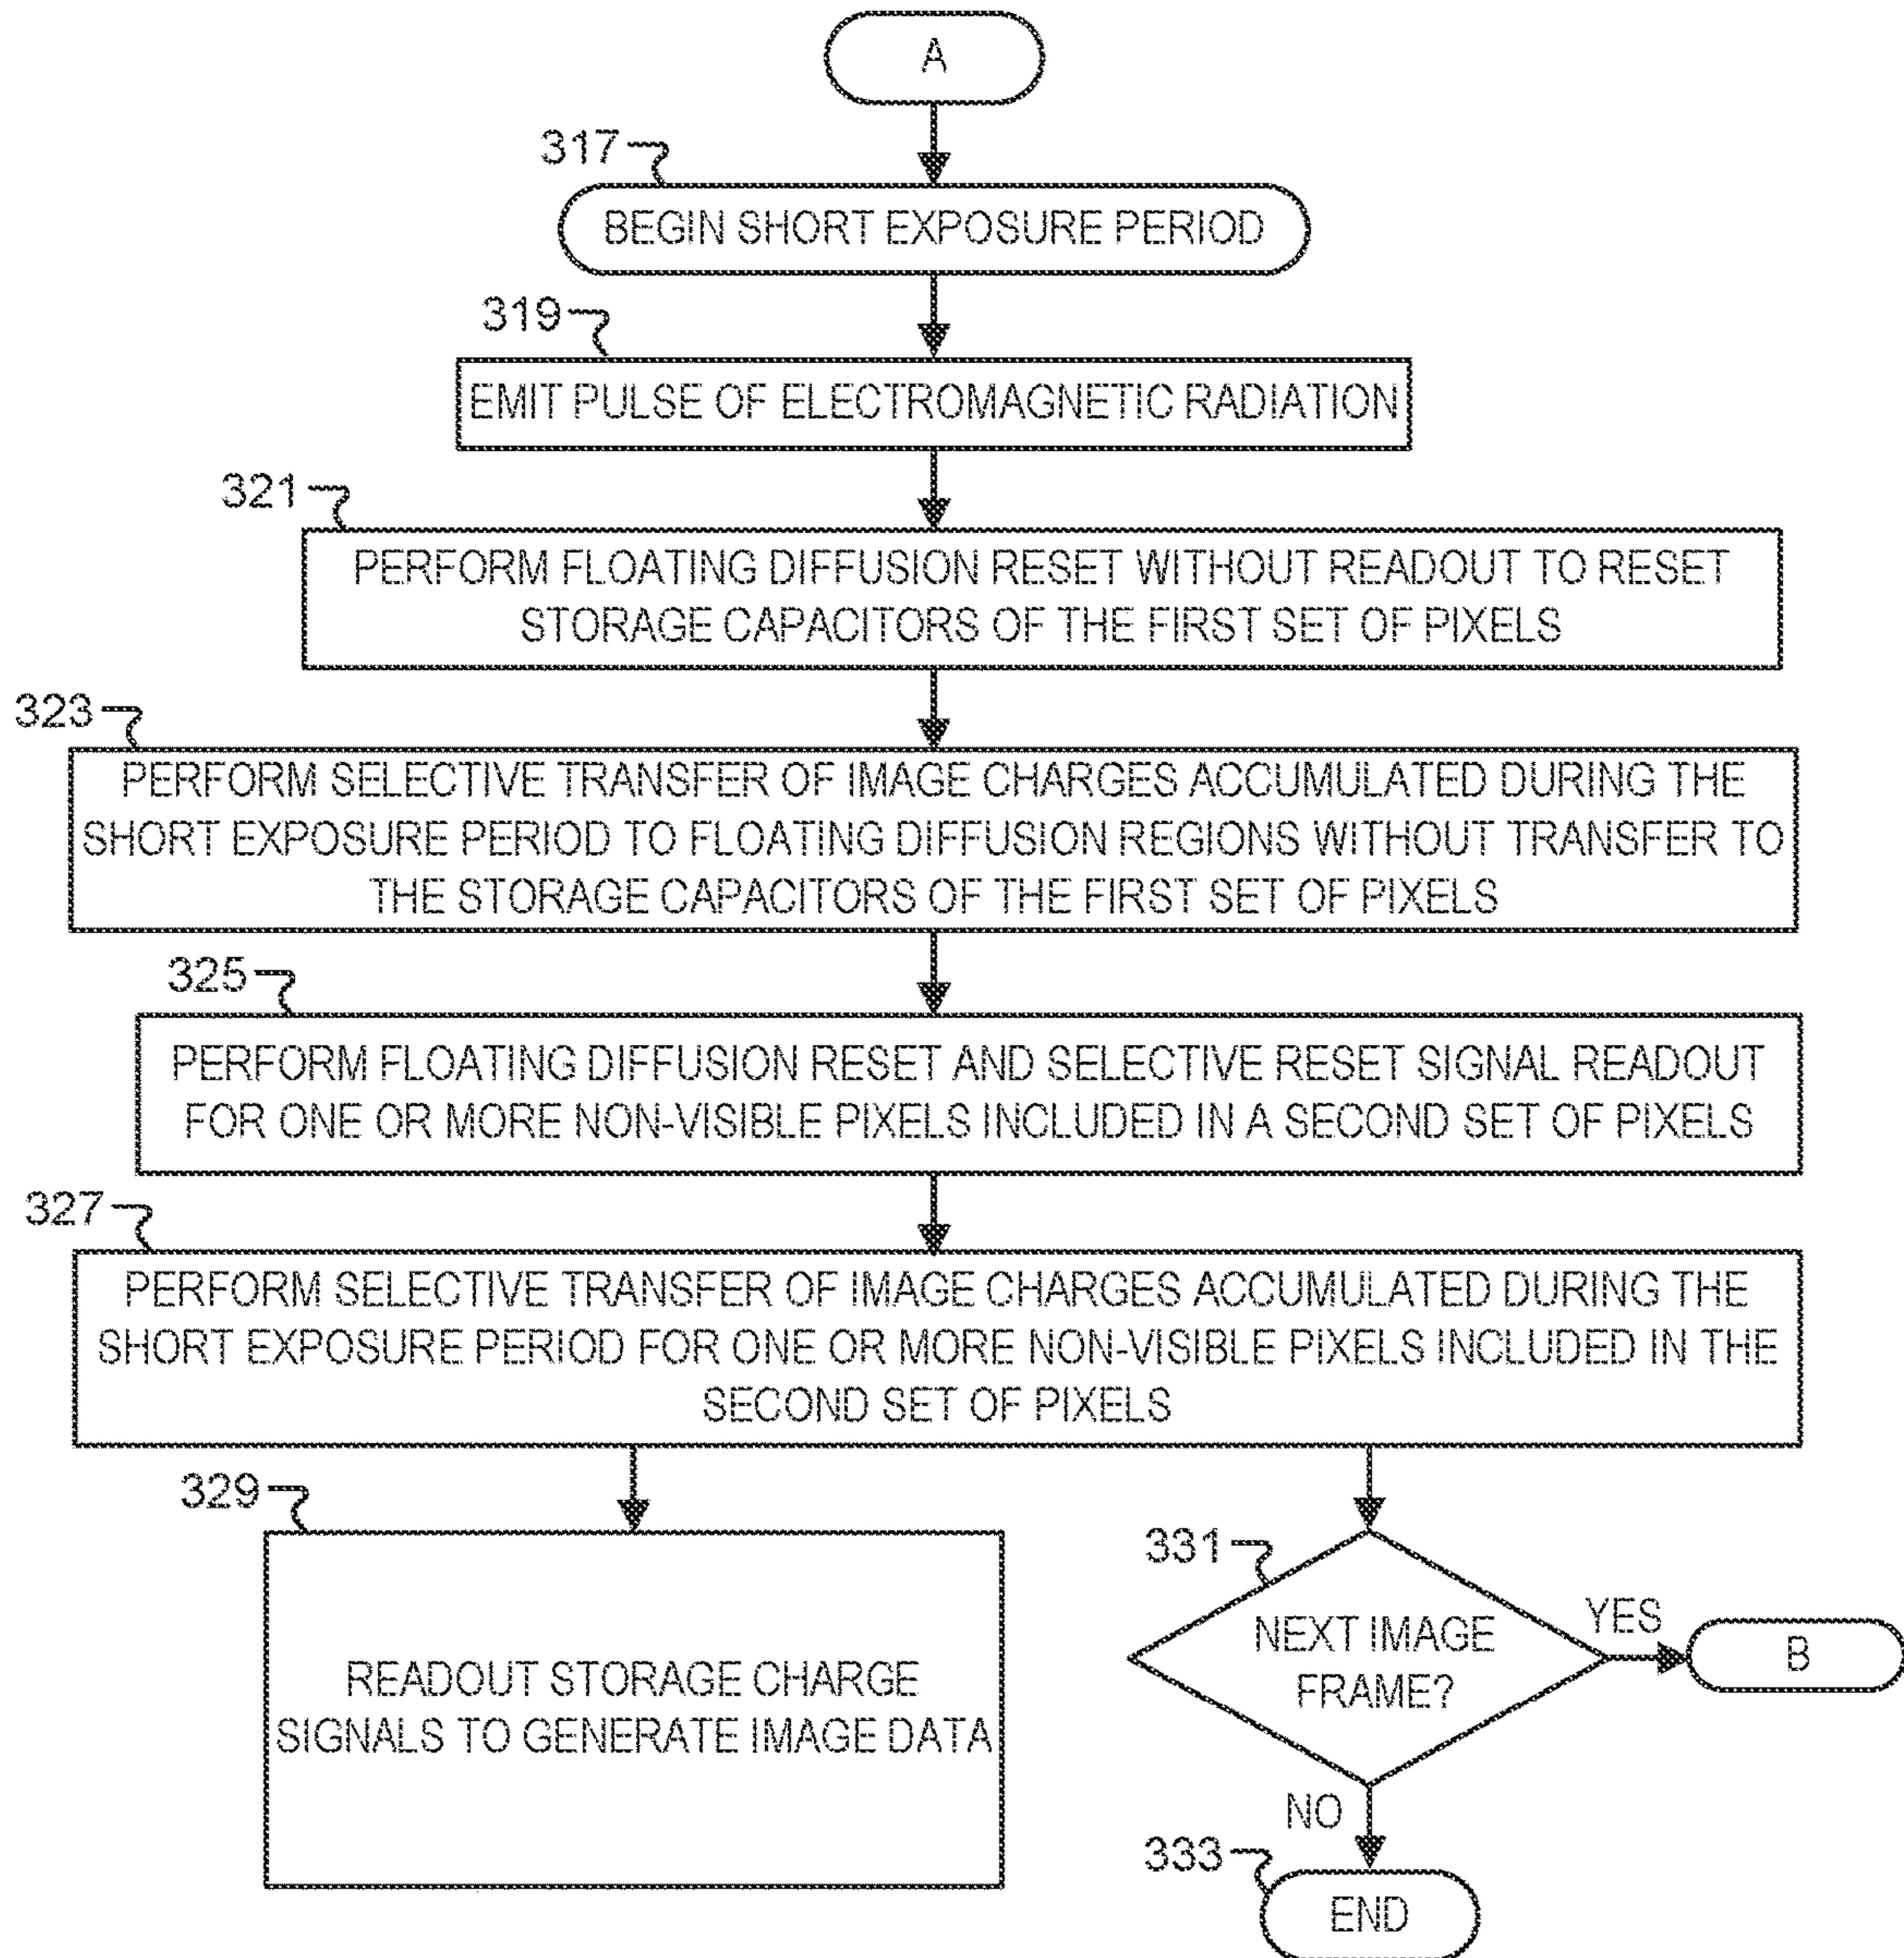 A
317
BEGIN SHORT EXPOSURE PERIOD
319
EMIT PULSE OF ELECTROMAGNETIC RADIATION
321
PERFORM FLOATING DIFFUSION RESET WITHOUT READOUT TO RESET
STORAGE CAPACITORS OF THE FIRST SET OF PIXELS
323
PERFORM SELECTIVE TRANSFER OF IMAGE CHARGES ACCUMULATED DURING THE
SHORT EXPOSURE PERIOD TO FLOATING DIFFUSION REGIONS WITHOUT TRANSFER TO
THE STORAGE CAPACITORS OF THE FIRST SET OF PIXELS
325
PERFORM FLOATING DIFFUSION RESET AND SELECTIVE RESET SIGNAL READOUT
FOR ONE OR MORE NON-VISIBLE PIXELS INCLUDED IN A SECOND SET OF PIXELS
327
PERFORM SELECTIVE TRANSFER OF IMAGE CHARGES ACCUMULATED DURING THE
SHORT EXPOSURE PERIOD FOR ONE OR MORE NON-VISIBLE PIXELS INCLUDED IN THE
SECOND SET OF PIXELS
329
READOUT STORAGE CHARGE
SIGNALS TO GENERATE IMAGE DATA
331
NEXT IMAGE
FRAME?
YES
B
NO
333
END